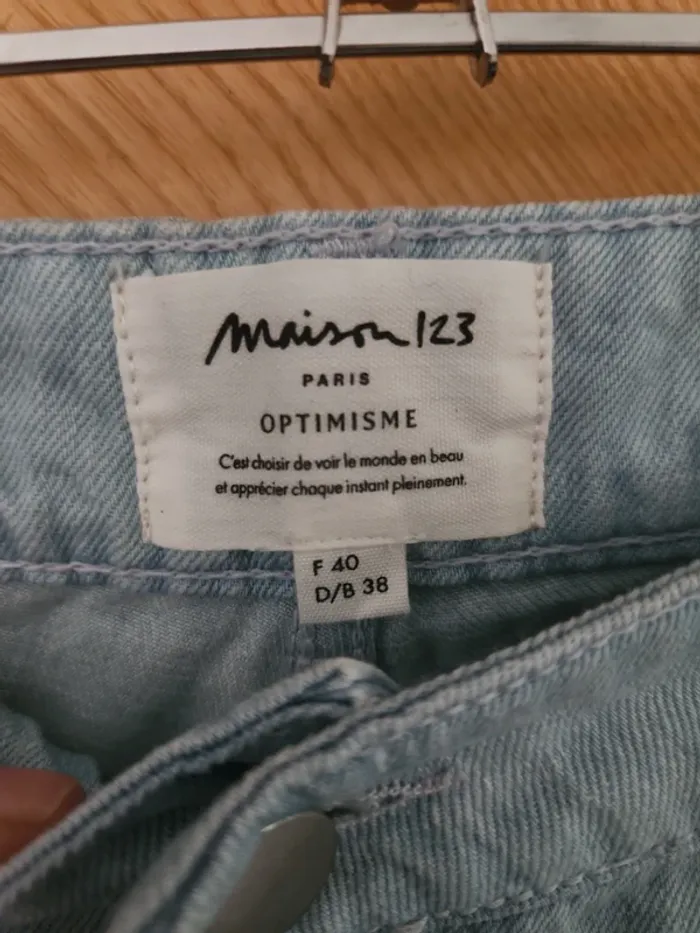 Maison 123
PARIS
OPTIMISME
C'est choisir de voir le monde en beau
et apprécier chaque instant pleinement.
F 40
D/B 38